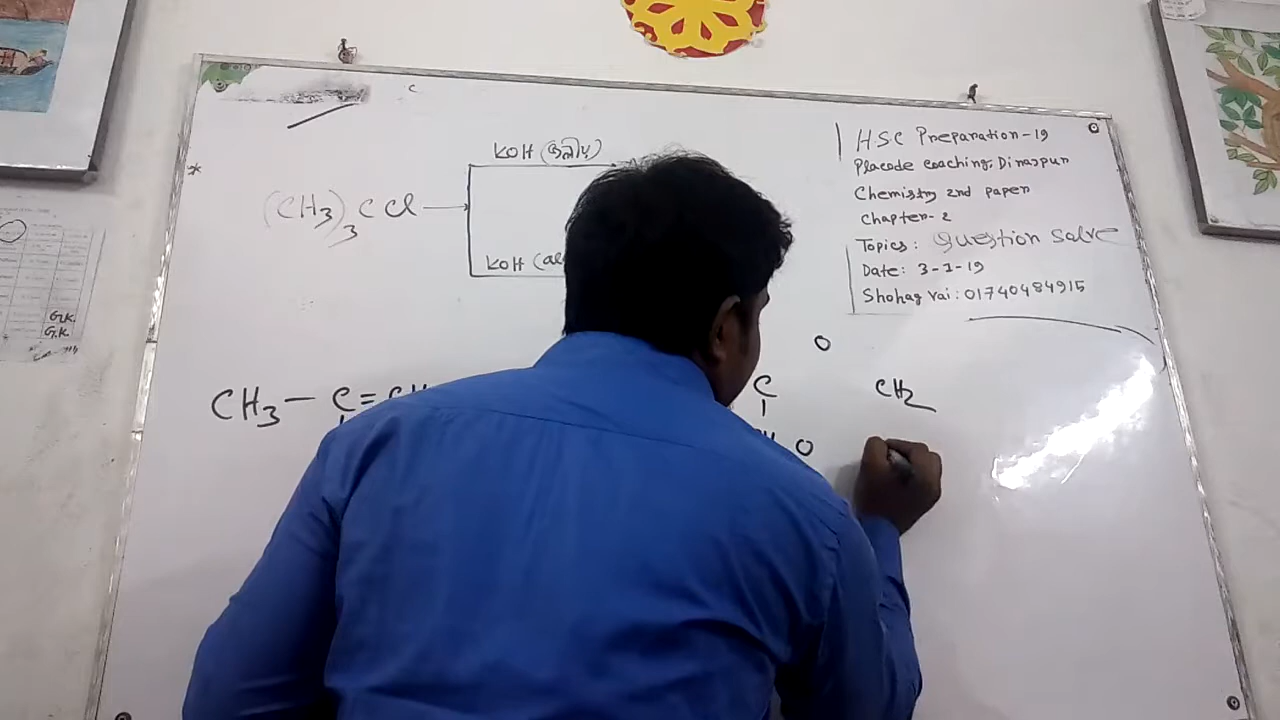 KOH (জলীয়)
(CH3)3 C Cl
KOH (al
HSC Preparation-19
Placode coaching, Dinajpur
Chemistry 2nd paper
Chapter-2
Topics: Question Salve
Date: 3-1-19
Shohag Vai: 01740484915
O
CH3 — C = CH
C
CH2
O
G.K.
G.K.